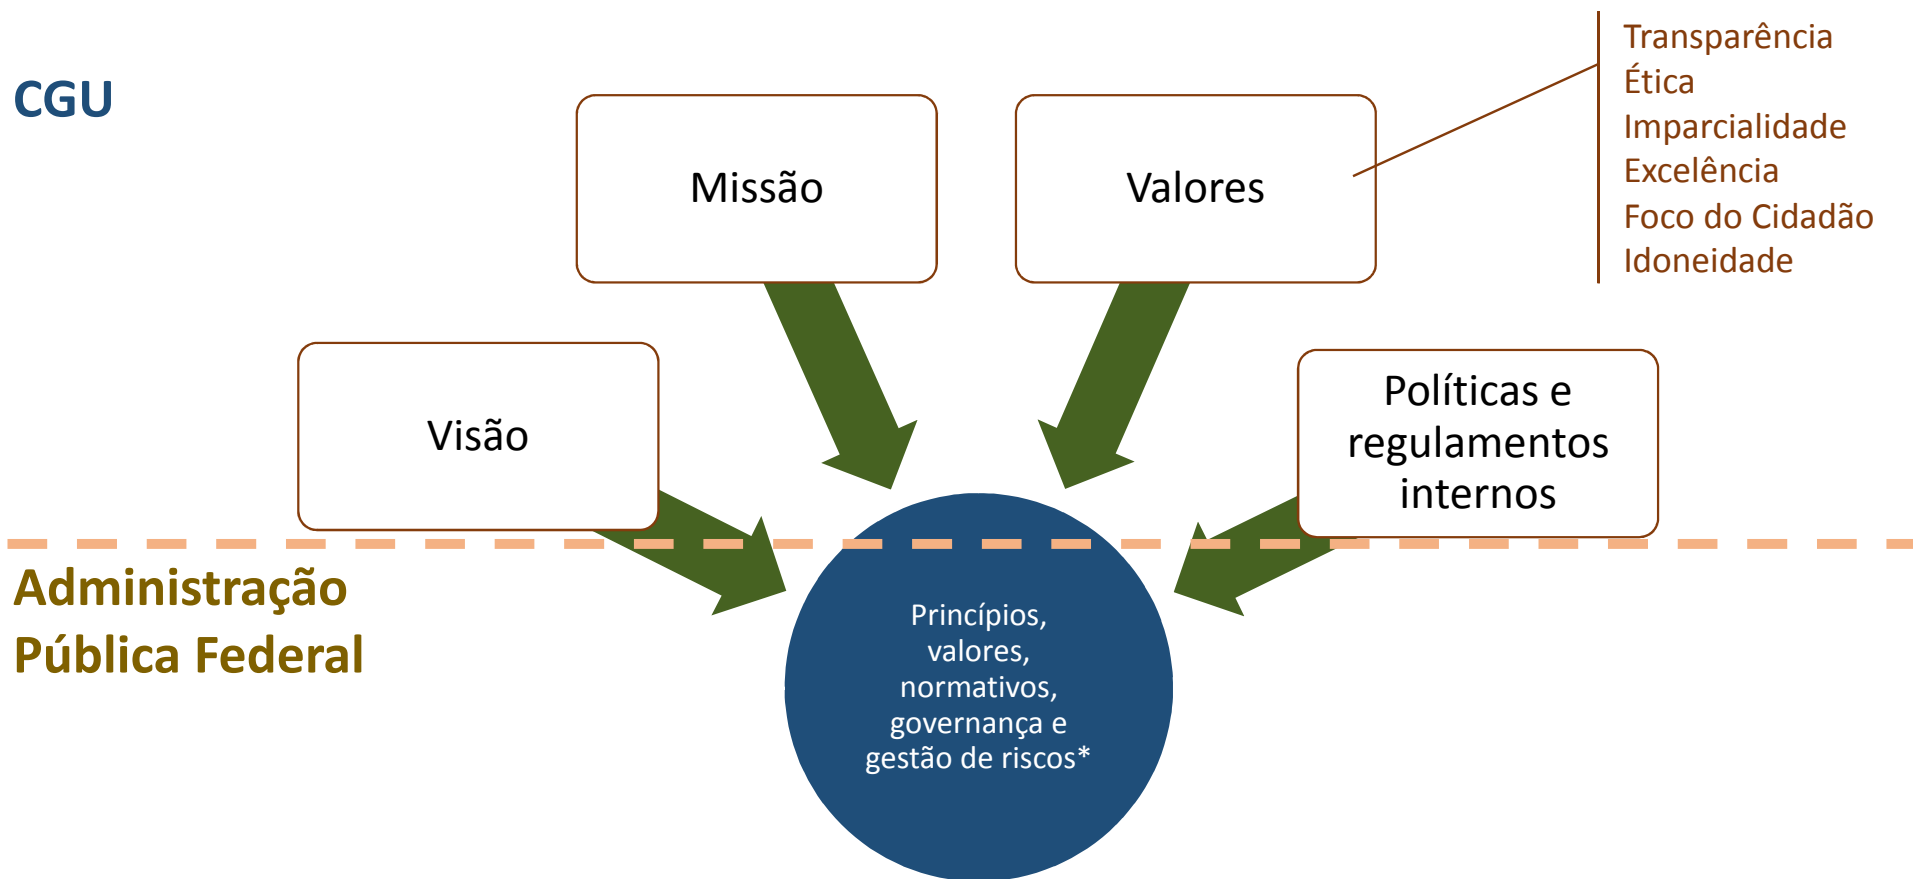 CGU
Missão
Valores
Transparência
Ética
Imparcialidade
Excelência
Foco do Cidadão
Idoneidade
Visão
Políticas e
regulamentos
internos
Administração
Pública Federal
Princípios,
valores,
normativos,
governança e
gestão de riscos*